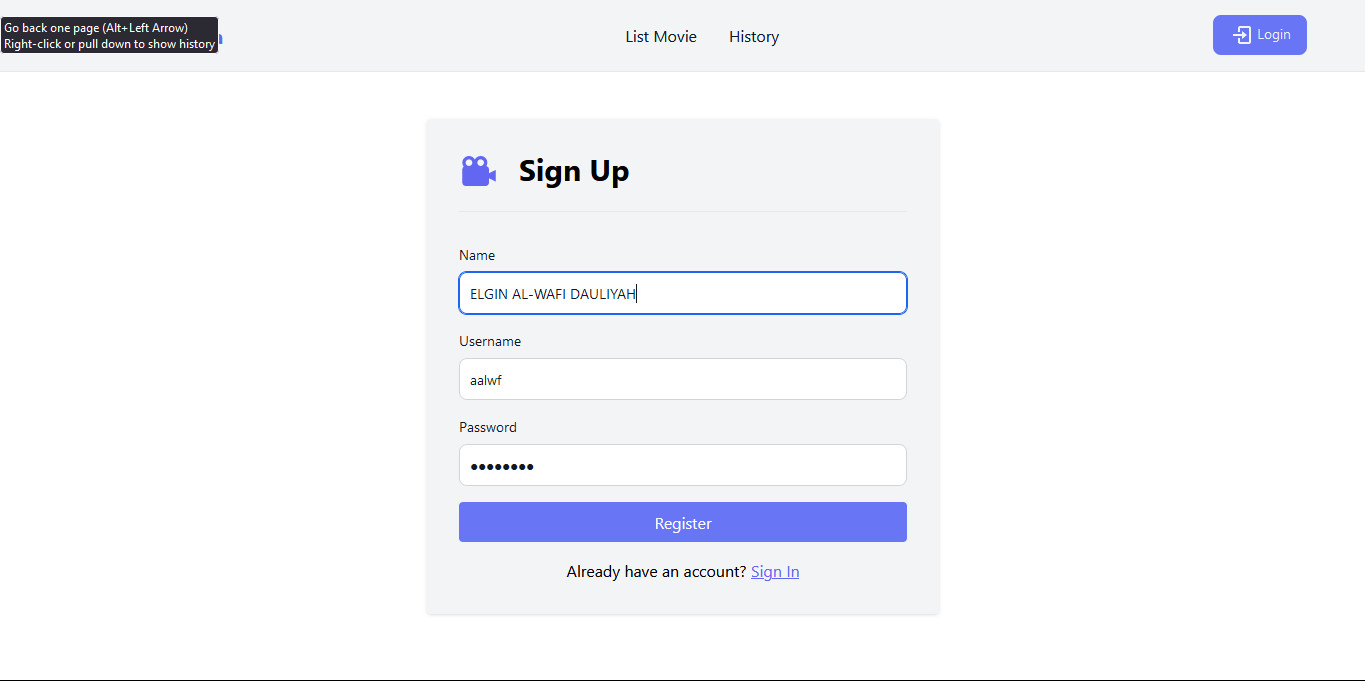 Go back one page (Alt+Left Arrow)
Right-click or pull down to show history
List Movie
History
Login
Sign Up
Name
ELGIN AL-WAFI DAULIYAH
Username
aalwf
Password
••••••••
Register
Already have an account? Sign In